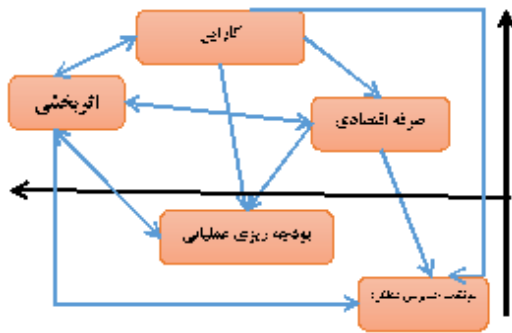 کارایی
اثربخشی
صرفه اقتصادی
بودجه ریزی عملیاتی